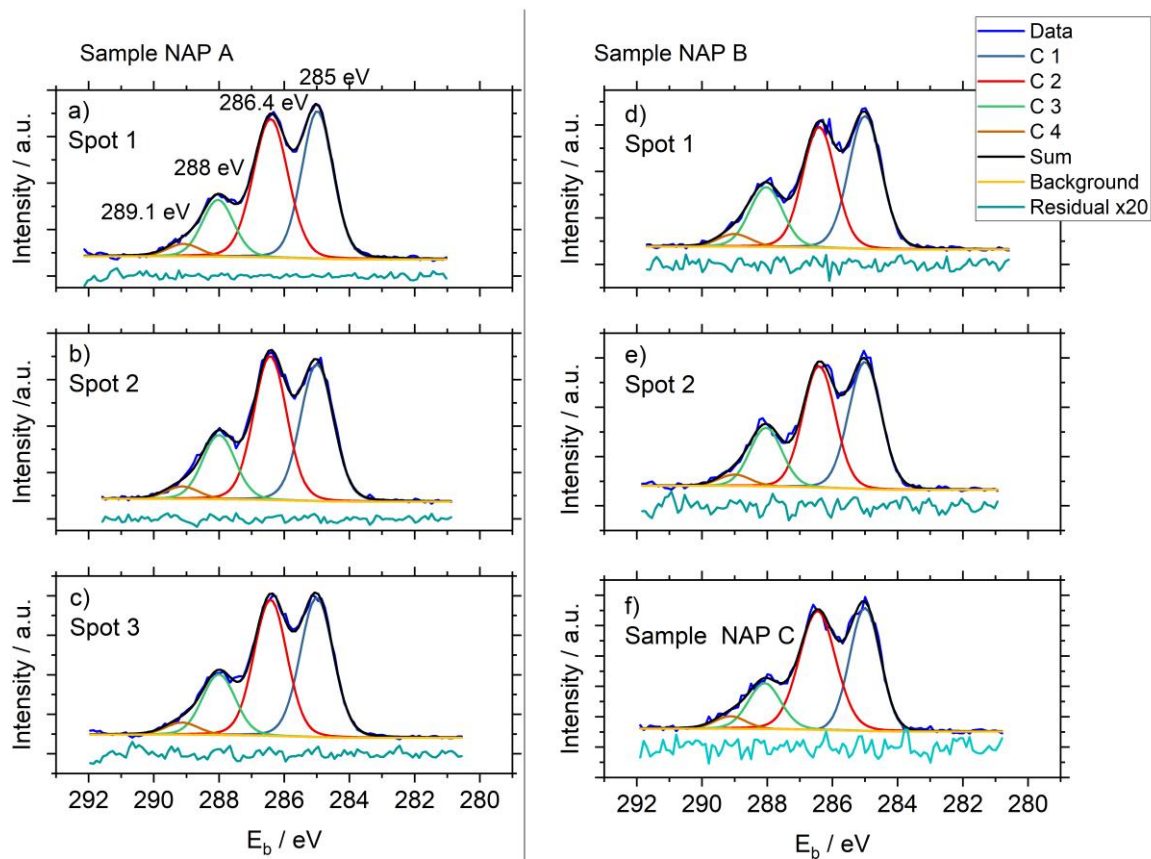 Sample NAP A
Sample NAP B
Data
C 1
C 2
C 3
C 4
Sum
Background
Residual x20
a)
Spot 1
289.1 eV
288 eV
286.4 eV
285 eV
Intensity / a.u.
d)
Spot 1
Intensity / a.u.
b)
Spot 2
Intensity /a.u.
e)
Spot 2
Intensity / a.u.
c)
Spot 3
Intensity / a.u.
292 290 288 286 284 282 280
E_b / eV
f)
Sample NAP C
Intensity / a.u.
292 290 288 286 284 282 280
E_b / eV